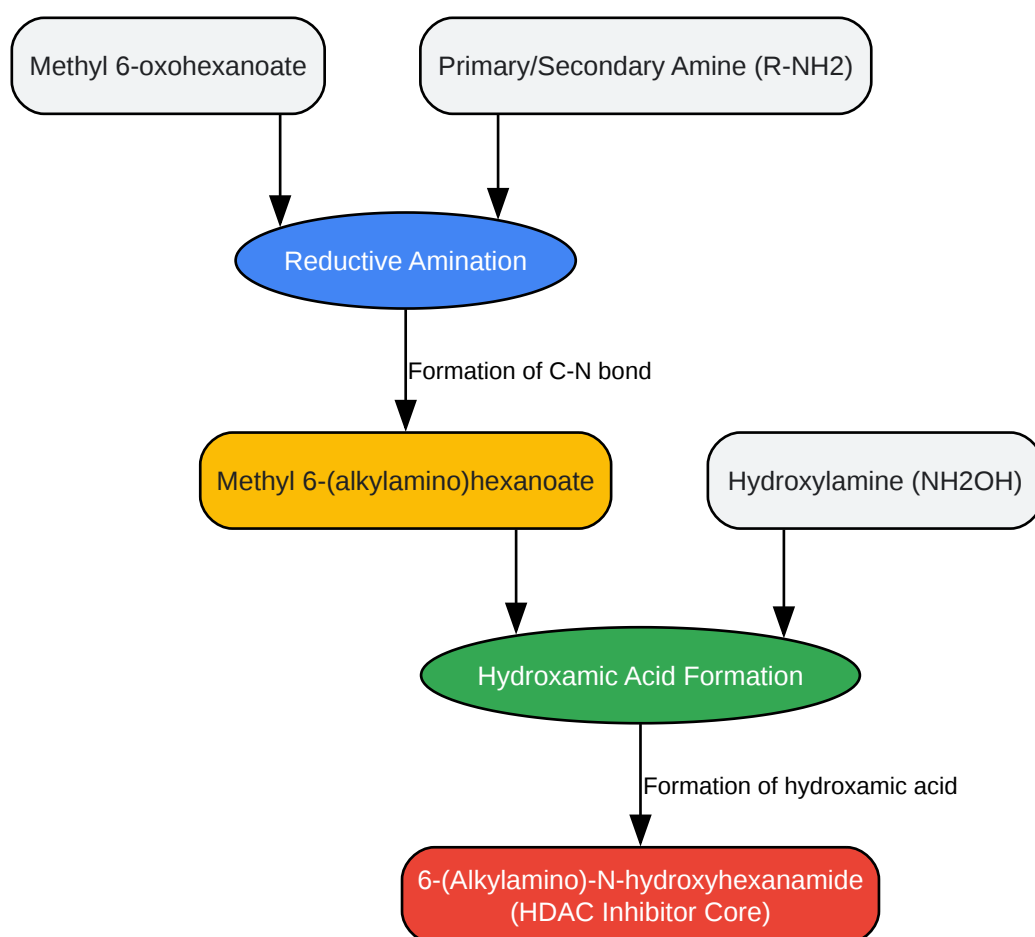 Methyl 6-oxohexanoate
Primary/Secondary Amine (R-NH2)
Reductive Amination
Formation of C-N bond
Methyl 6-(alkylamino)hexanoate
Hydroxylamine (NH2OH)
Hydroxamic Acid Formation
Formation of hydroxamic acid
6-(Alkylamino)-N-hydroxyhexanamide
(HDAC Inhibitor Core)